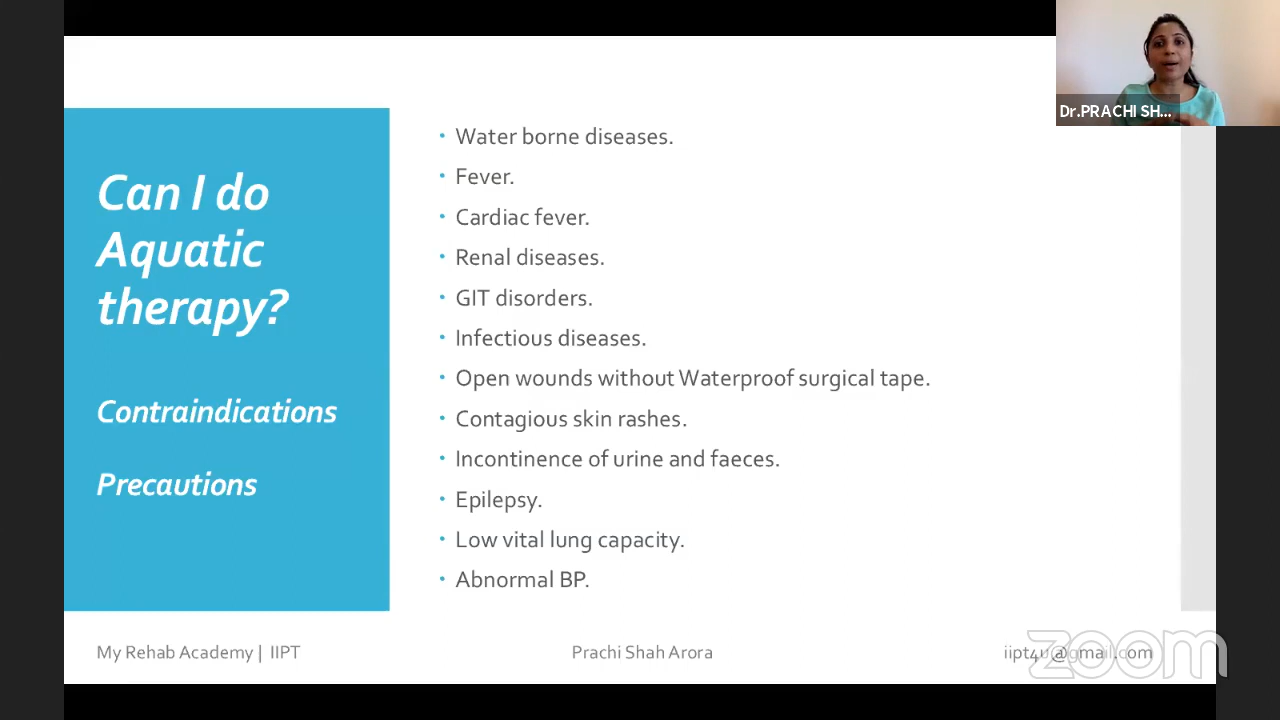 Dr.PRACHI SH...
Can I do
Aquatic
therapy?
Contraindications
Precautions
• Water borne diseases.
• Fever.
• Cardiac fever.
• Renal diseases.
• GIT disorders.
• Infectious diseases.
• Open wounds without Waterproof surgical tape.
• Contagious skin rashes.
• Incontinence of urine and faeces.
• Epilepsy.
• Low vital lung capacity.
• Abnormal BP.
My Rehab Academy | IIPT
Prachi Shah Arora
iipt4u@gmail.com
zoom